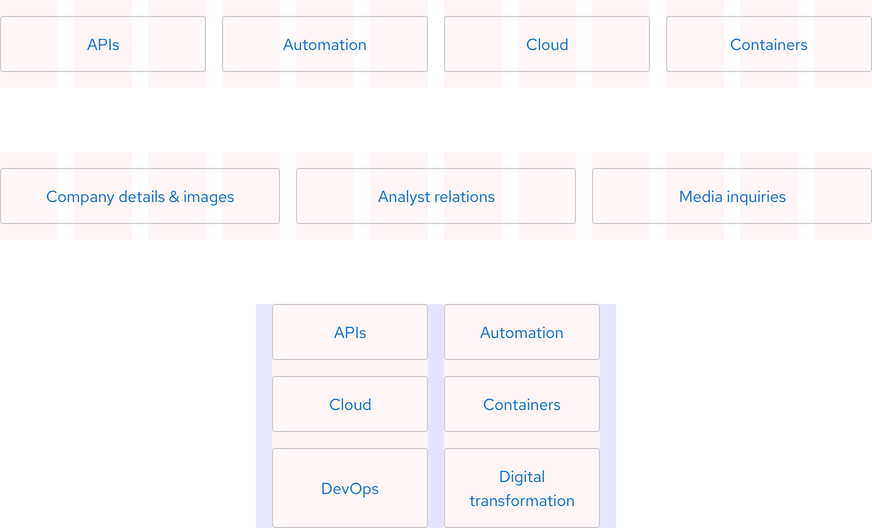 APIs Automation Cloud Containers
Company details & images Analyst relations Media inquiries
APIs Automation
Cloud Containers
DevOps Digital
transformation